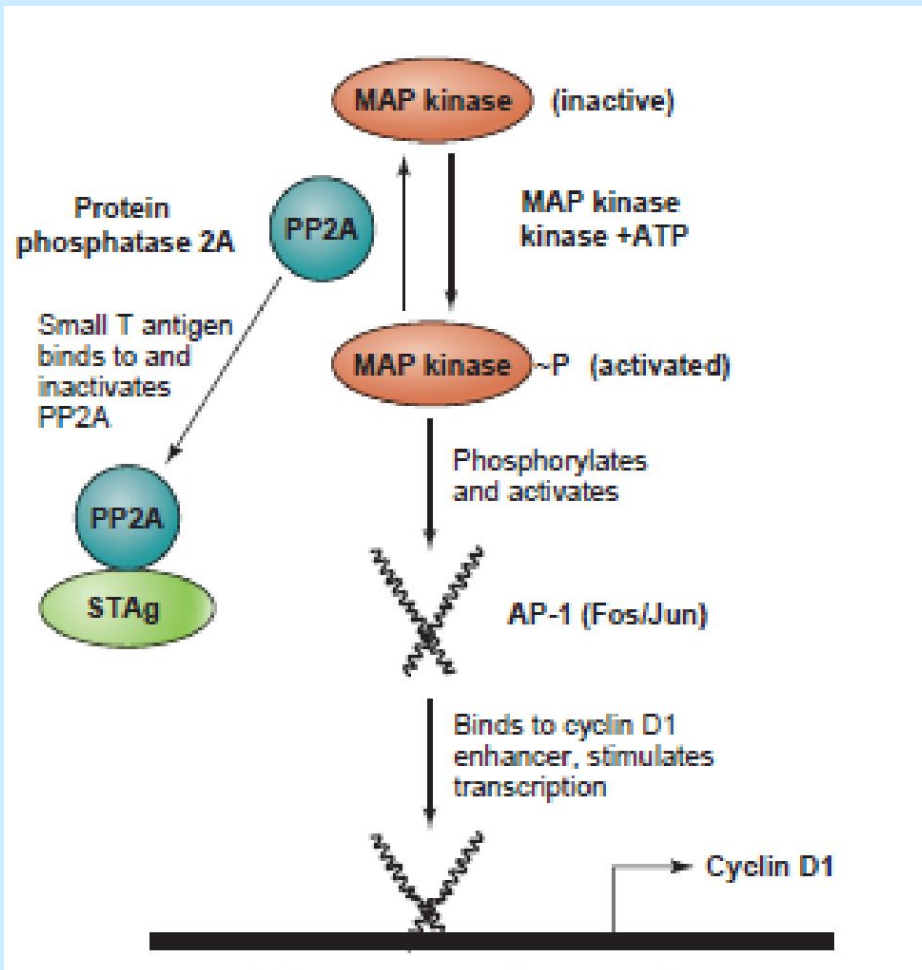 MAP kinase (inactive)
Protein
phosphatase 2A
PP2A
MAP kinase
kinase +ATP
Small T antigen
binds to and
inactivates
PP2A
MAP kinase ~P (activated)
Phosphorylates
and activates
PP2A
STAg
AP-1 (Fos/Jun)
Binds to cyclin D1
enhancer, stimulates
transcription
Cyclin D1